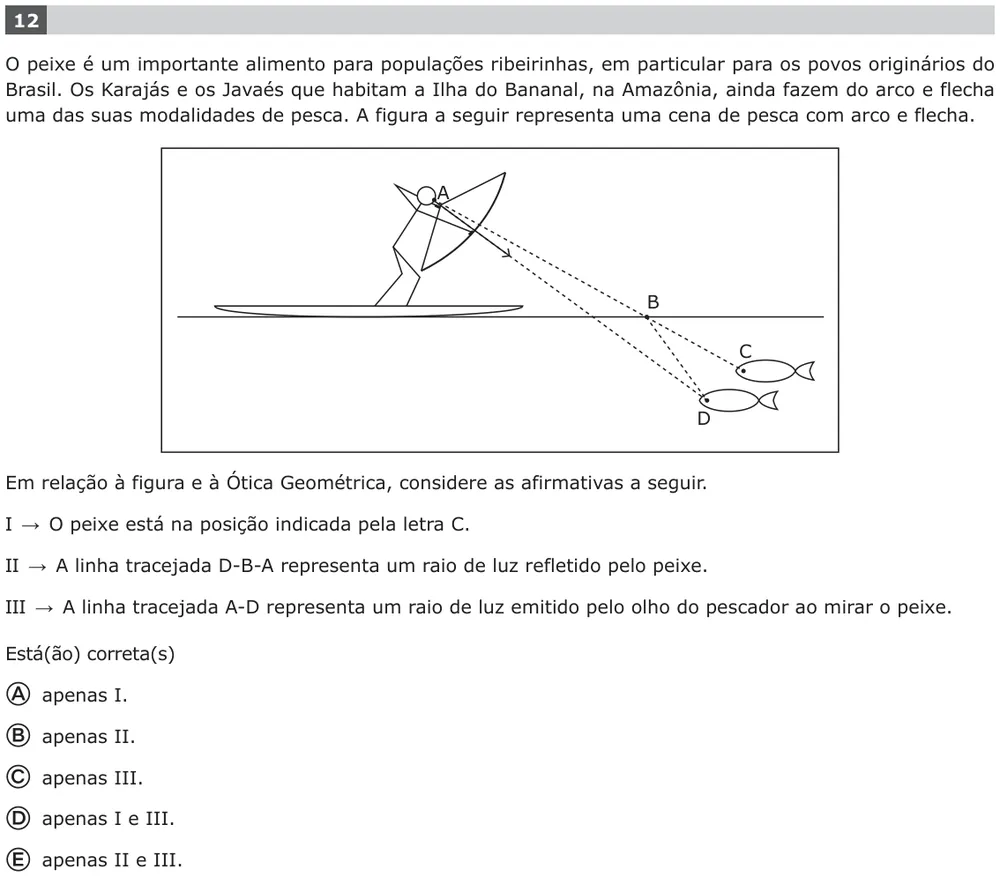 12
O peixe é um importante alimento para populações ribeirinhas, em particular para os povos originários do
Brasil. Os Karajás e os Javaés que habitam a Ilha do Bananal, na Amazônia, ainda fazem do arco e flecha
uma das suas modalidades de pesca. A figura a seguir representa uma cena de pesca com arco e flecha.
A
B
C
D
Em relação à figura e à Ótica Geométrica, considere as afirmativas a seguir.
I → O peixe está na posição indicada pela letra C.
II → A linha tracejada D-B-A representa um raio de luz refletido pelo peixe.
III → A linha tracejada A-D representa um raio de luz emitido pelo olho do pescador ao mirar o peixe.
Está(ão) correta(s)
A apenas I.
B apenas II.
C apenas III.
D apenas I e III.
E apenas II e III.